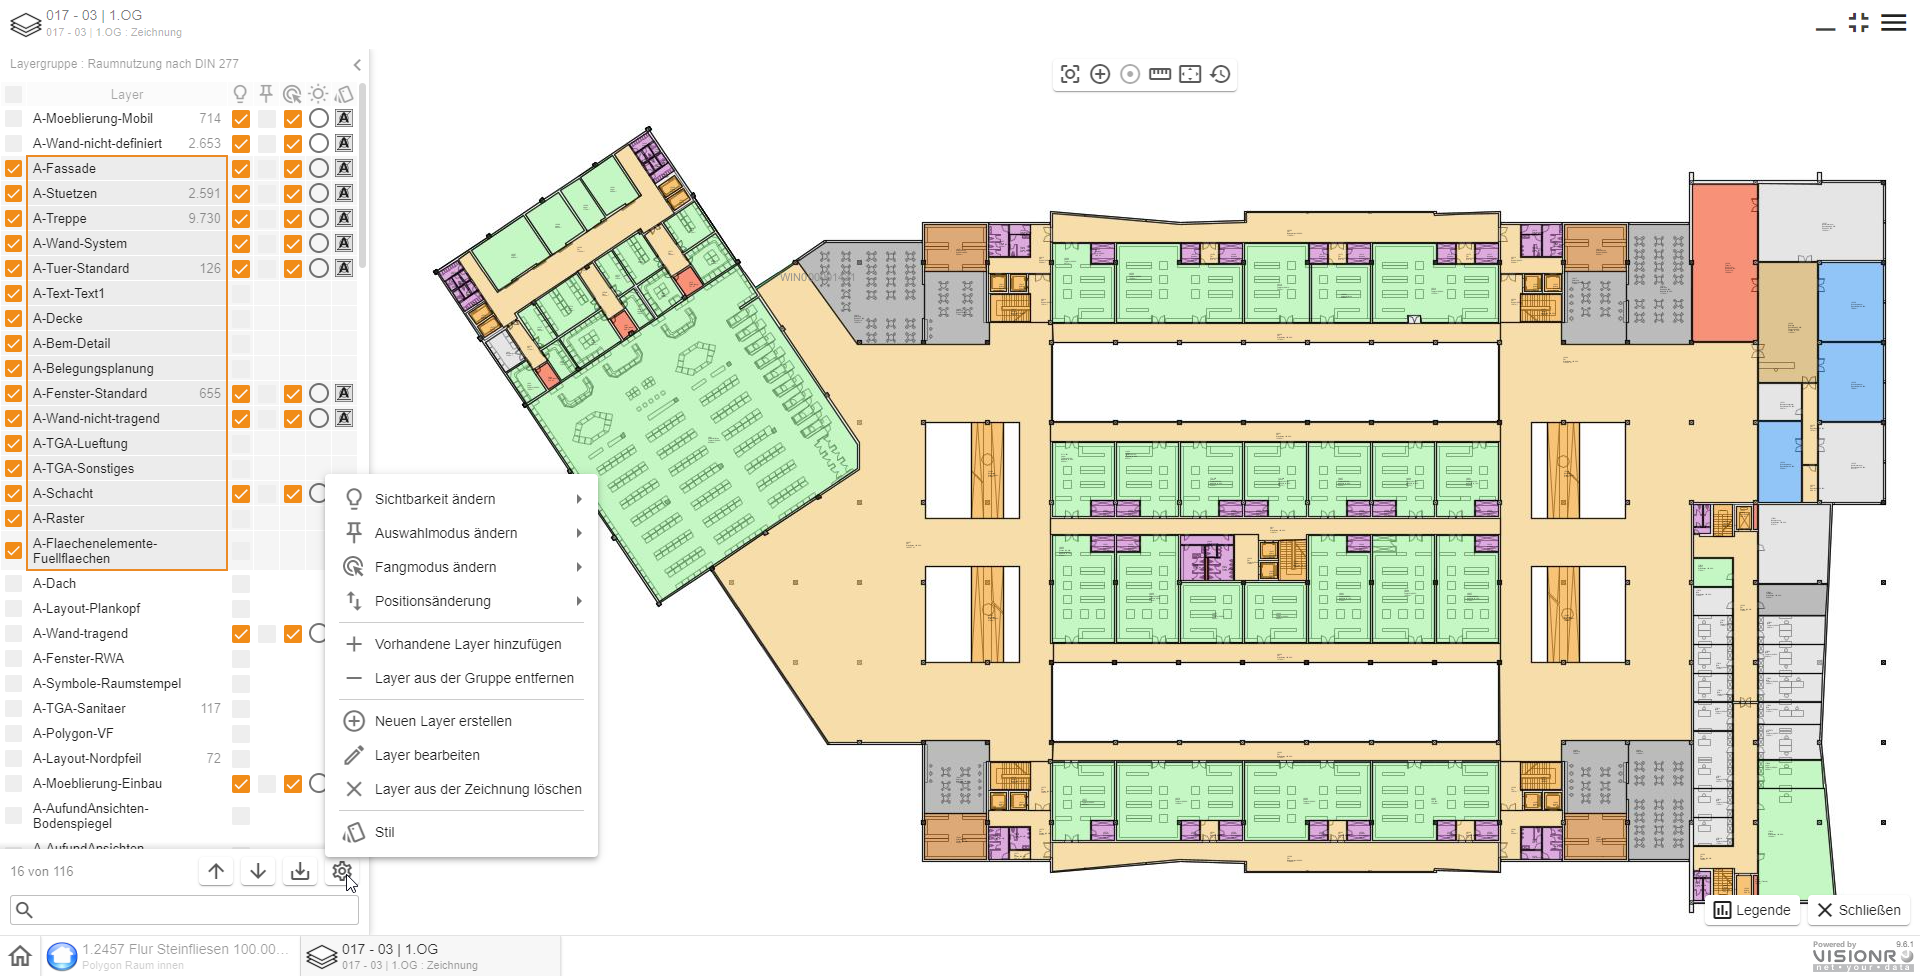 017 - 03 | 1.OG
017 - 03 | 1.OG : Zeichnung
Layergruppe : Raumnutzung nach DIN 277
Layer
A-Moeblierung-Mobil 714
A-Wand-nicht-definiert 2.653
A-Fassade
A-Stuetzen 2.591
A-Treppe 9.730
A-Wand-System
A-Tuer-Standard 126
A-Text-Text1
A-Decke
A-Bem-Detail
A-Belegungsplanung
A-Fenster-Standard 655
A-Wand-nicht-tragend
A-TGA-Lueftung
A-TGA-Sonstiges
A-Schacht
A-Raster
A-Flaechenelemente-
Fuellflaechen
A-Dach
A-Layout-Plankopf
A-Wand-tragend
A-Fenster-RWA
A-Symbole-Raumstempel
A-TGA-Sanitaer 117
A-Polygon-VF
A-Layout-Nordpfeil 72
A-Moeblierung-Einbau
A-AufundAnsichten-
Bodenspiegel
A-AufundAnsichten-
16 von 116
Sichtbarkeit ändern
Auswahlmodus ändern
Fangmodus ändern
Positionsänderung
Vorhandene Layer hinzufügen
Layer aus der Gruppe entfernen
Neuen Layer erstellen
Layer bearbeiten
Layer aus der Zeichnung löschen
Stil
Legende
Schließen
1.2457 Flur Steinfliesen 100.00...
Polygon Raum innen
017 - 03 | 1.OG
017 - 03 | 1.OG : Zeichnung
Powered by 9.6.1
VISIONR
net • your • data